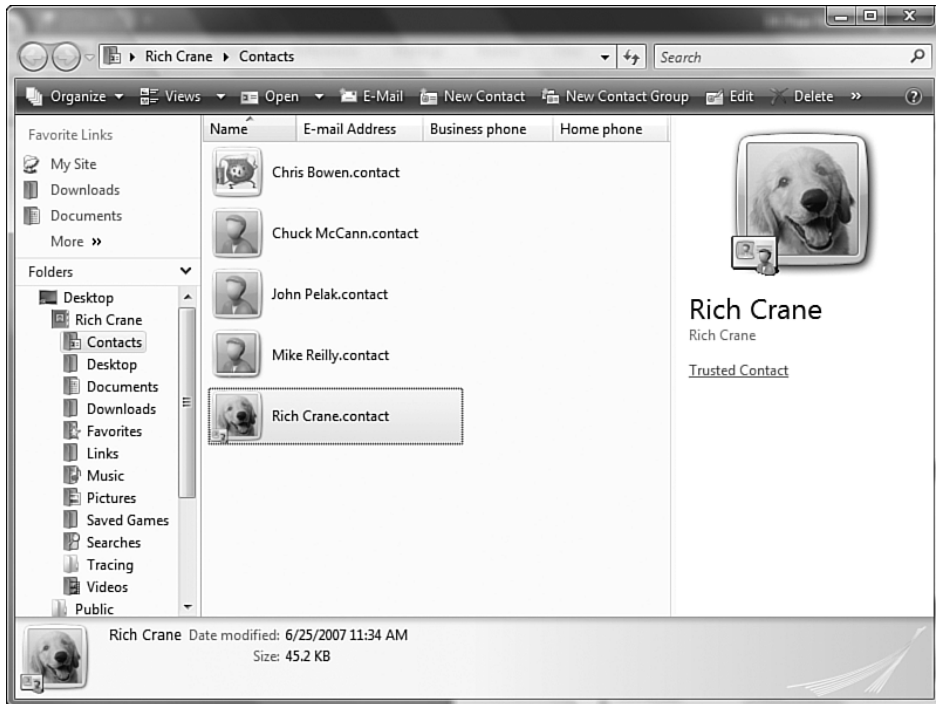 Rich Crane Contacts
Search
Organize Views Open E-Mail New Contact New Contact Group Edit Delete » ?
Favorite Links
My Site
Downloads
Documents
More »
Folders
Desktop
Rich Crane
Contacts
Desktop
Documents
Downloads
Favorites
Links
Music
Pictures
Saved Games
Searches
Tracing
Videos
Public
Name E-mail Address Business phone Home phone
Chris Bowen.contact
Chuck McCann.contact
John Pelak.contact
Mike Reilly.contact
Rich Crane.contact
Rich Crane
Rich Crane
Trusted Contact
Rich Crane Date modified: 6/25/2007 11:34 AM
Size: 45.2 KB